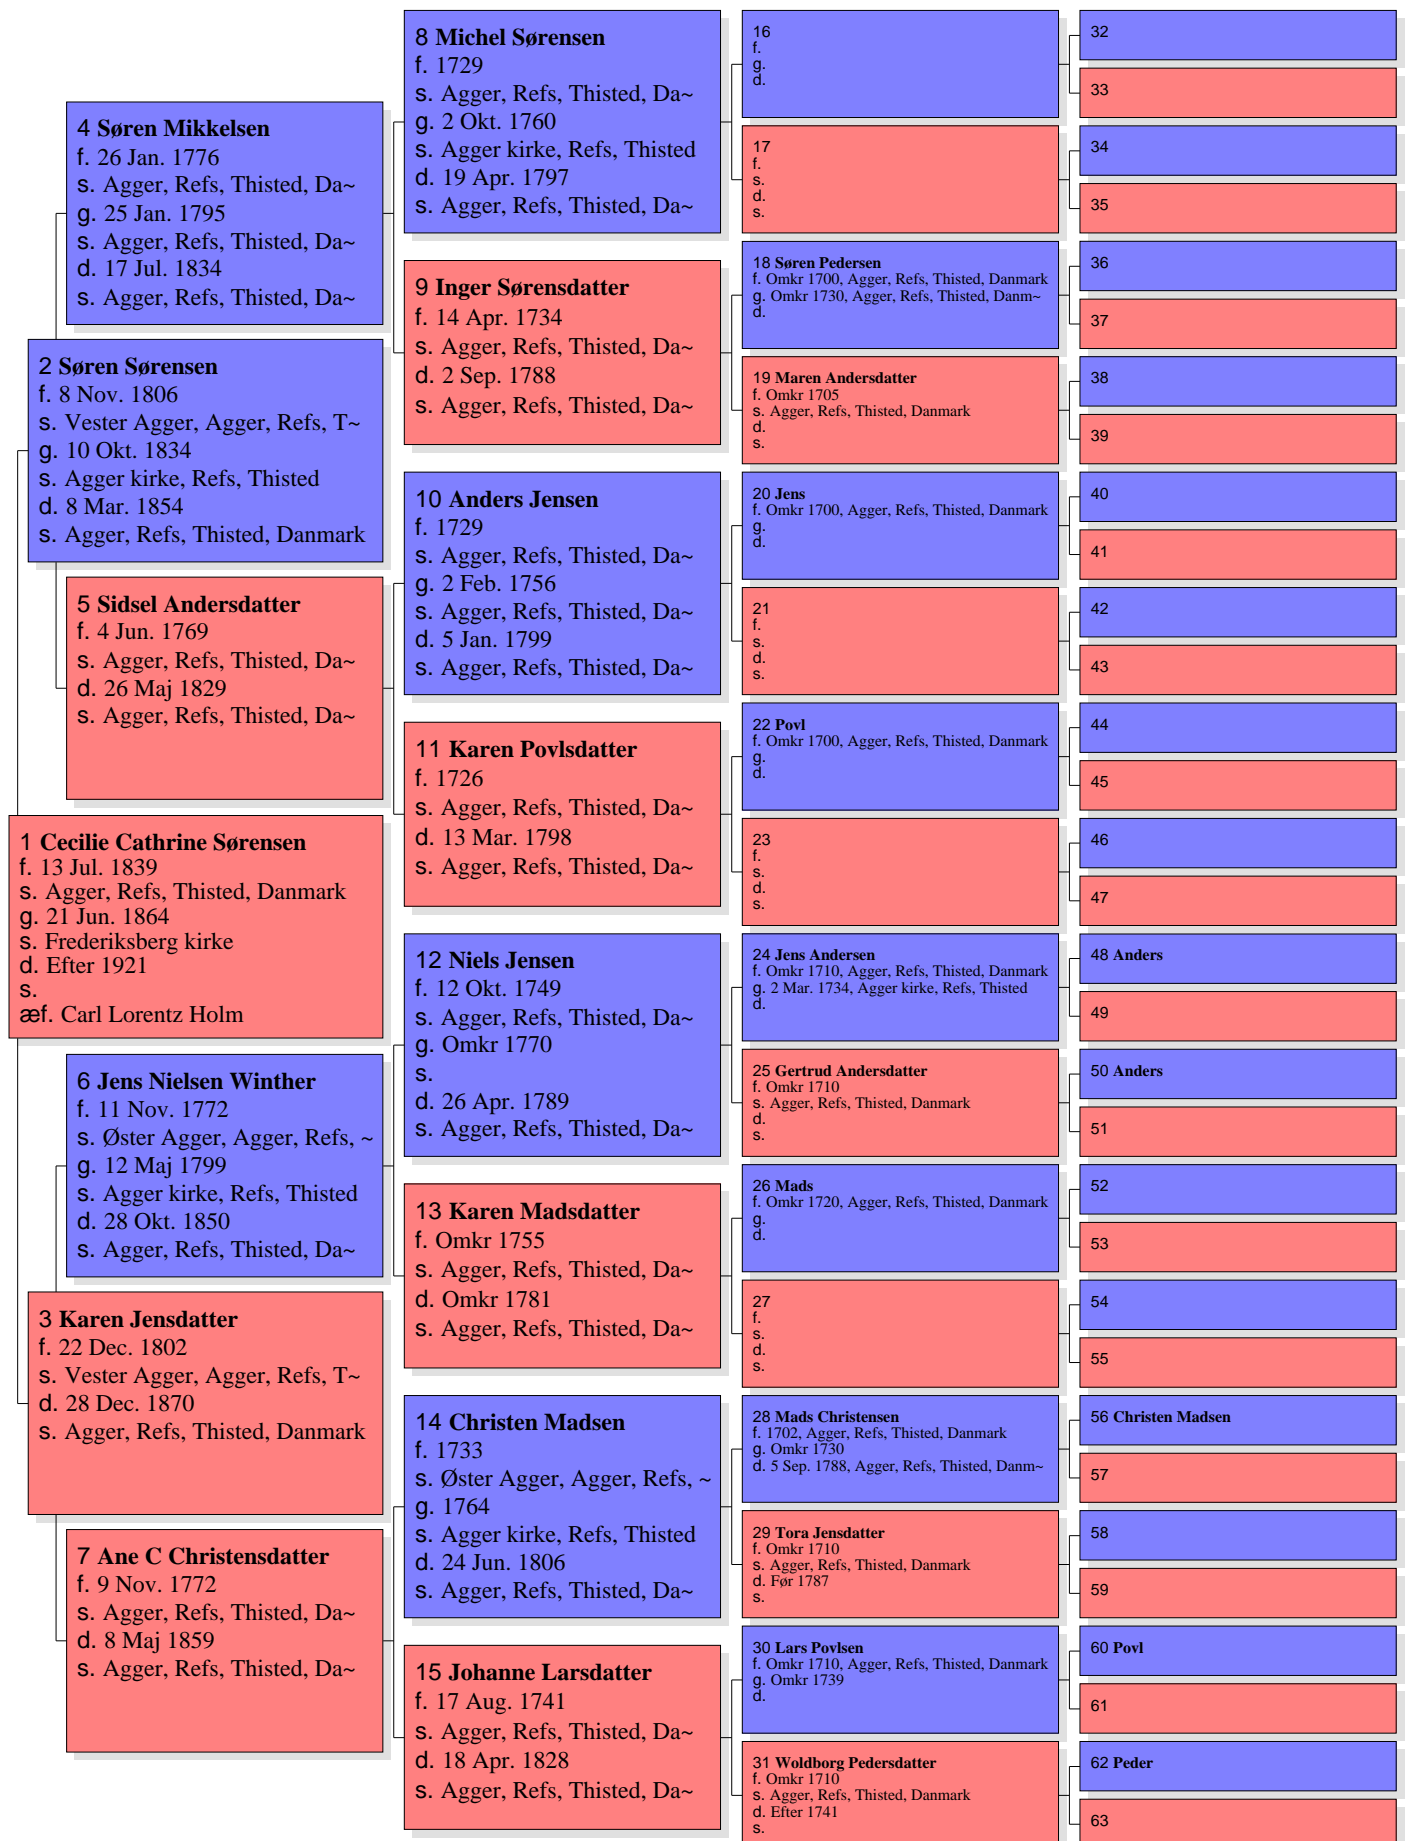 4 Søren Mikkelsen
f. 26 Jan. 1776
s. Agger, Refs, Thisted, Da~
g. 25 Jan. 1795
s. Agger, Refs, Thisted, Da~
d. 17 Jul. 1834
s. Agger, Refs, Thisted, Da~
2 Søren Sørensen
f. 8 Nov. 1806
s. Vester Agger, Agger, Refs, T~
g. 10 Okt. 1834
s. Agger kirke, Refs, Thisted
d. 8 Mar. 1854
s. Agger, Refs, Thisted, Danmark
5 Sidsel Andersdatter
f. 4 Jun. 1769
s. Agger, Refs, Thisted, Da~
d. 26 Maj 1829
s. Agger, Refs, Thisted, Da~
1 Cecilie Cathrine Sørensen
f. 13 Jul. 1839
s. Agger, Refs, Thisted, Danmark
g. 21 Jun. 1864
s. Frederiksberg kirke
d. Efter 1921
s.
æf. Carl Lorentz Holm
6 Jens Nielsen Winther
f. 11 Nov. 1772
s. Øster Agger, Agger, Refs, ~
g. 12 Maj 1799
s. Agger kirke, Refs, Thisted
d. 28 Okt. 1850
s. Agger, Refs, Thisted, Da~
3 Karen Jensdatter
f. 22 Dec. 1802
s. Vester Agger, Agger, Refs, T~
d. 28 Dec. 1870
s. Agger, Refs, Thisted, Danmark
7 Ane C Christensdatter
f. 9 Nov. 1772
s. Agger, Refs, Thisted, Da~
d. 8 Maj 1859
s. Agger, Refs, Thisted, Da~
8 Michel Sørensen
f. 1729
s. Agger, Refs, Thisted, Da~
g. 2 Okt. 1760
s. Agger kirke, Refs, Thisted
d. 19 Apr. 1797
s. Agger, Refs, Thisted, Da~
9 Inger Sørensdatter
f. 14 Apr. 1734
s. Agger, Refs, Thisted, Da~
d. 2 Sep. 1788
s. Agger, Refs, Thisted, Da~
10 Anders Jensen
f. 1729
s. Agger, Refs, Thisted, Da~
g. 2 Feb. 1756
s. Agger, Refs, Thisted, Da~
d. 5 Jan. 1799
s. Agger, Refs, Thisted, Da~
11 Karen Povlsdatter
f. 1726
s. Agger, Refs, Thisted, Da~
d. 13 Mar. 1798
s. Agger, Refs, Thisted, Da~
12 Niels Jensen
f. 12 Okt. 1749
s. Agger, Refs, Thisted, Da~
g. Omkr 1770
s.
d. 26 Apr. 1789
s. Agger, Refs, Thisted, Da~
13 Karen Madsdatter
f. Omkr 1755
s. Agger, Refs, Thisted, Da~
d. Omkr 1781
s. Agger, Refs, Thisted, Da~
14 Christen Madsen
f. 1733
s. Øster Agger, Agger, Refs, ~
g. 1764
s. Agger kirke, Refs, Thisted
d. 24 Jun. 1806
s. Agger, Refs, Thisted, Da~
15 Johanne Larsdatter
f. 17 Aug. 1741
s. Agger, Refs, Thisted, Da~
d. 18 Apr. 1828
s. Agger, Refs, Thisted, Da~
16
f.
g.
d.
17
f.
s.
d.
s.
18 Søren Pedersen
f. Omkr 1700, Agger, Refs, Thisted, Danmark
g. Omkr 1730, Agger, Refs, Thisted, Danm~
d.
19 Maren Andersdatter
f. Omkr 1705
s. Agger, Refs, Thisted, Danmark
d.
s.
20 Jens
f. Omkr 1700, Agger, Refs, Thisted, Danmark
g.
d.
21
f.
s.
d.
s.
22 Povl
f. Omkr 1700, Agger, Refs, Thisted, Danmark
g.
d.
23
f.
s.
d.
s.
24 Jens Andersen
f. Omkr 1710, Agger, Refs, Thisted, Danmark
g. 2 Mar. 1734, Agger kirke, Refs, Thisted
d.
25 Gertrud Andersdatter
f. Omkr 1710
s. Agger, Refs, Thisted, Danmark
d.
s.
26 Mads
f. Omkr 1720, Agger, Refs, Thisted, Danmark
g.
d.
27
f.
s.
d.
s.
28 Mads Christensen
f. 1702, Agger, Refs, Thisted, Danmark
g. Omkr 1730
d. 5 Sep. 1788, Agger, Refs, Thisted, Danm~
29 Tora Jensdatter
f. Omkr 1710
s. Agger, Refs, Thisted, Danmark
d. Før 1787
s.
30 Lars Povlsen
f. Omkr 1710, Agger, Refs, Thisted, Danmark
g. Omkr 1739
d.
31 Woldborg Pedersdatter
f. Omkr 1710
s. Agger, Refs, Thisted, Danmark
d. Efter 1741
s.
32
33
34
35
36
37
38
39
40
41
42
43
44
45
46
47
48 Anders
49
50 Anders
51
52
53
54
55
56 Christen Madsen
57
58
59
60 Povl
61
62 Peder
63